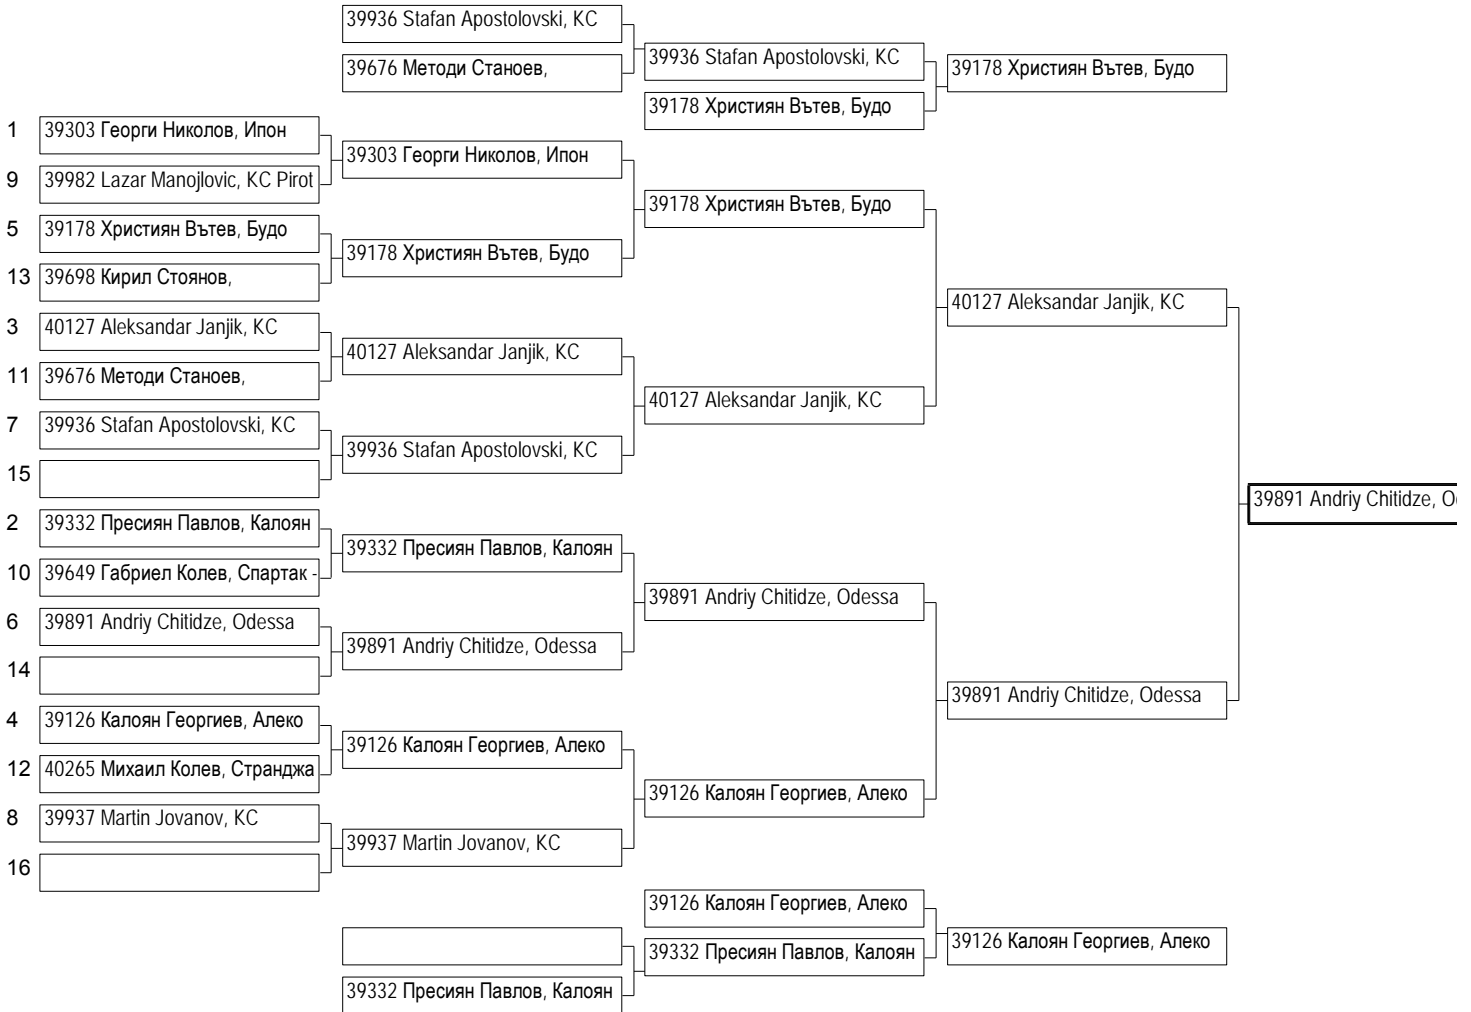 39936 Stafan Apostolovski, KC
39676 Методи Станоев,
39936 Stafan Apostolovski, KC
39178 Християн Вътев, Будо
39178 Християн Вътев, Будо
1 39303 Георги Николов, Ипон
9 39982 Lazar Manojlovic, KC Pirot
5 39178 Християн Вътев, Будо
13 39698 Кирил Стоянов,
3 40127 Aleksandar Janjik, KC
11 39676 Методи Станоев,
7 39936 Stafan Apostolovski, KC
15
2 39332 Пресиян Павлов, Калоян
10 39649 Габриел Колев, Спартак -
6 39891 Andriy Chitidze, Odessa
14
4 39126 Калоян Георгиев, Алеко
12 40265 Михаил Колев, Странджа
8 39937 Martin Jovanov, KC
16
39303 Георги Николов, Ипон
39178 Християн Вътев, Будо
40127 Aleksandar Janjik, KC
39936 Stafan Apostolovski, KC
39332 Пресиян Павлов, Калоян
39891 Andriy Chitidze, Odessa
39126 Калоян Георгиев, Алеко
39937 Martin Jovanov, KC
39178 Християн Вътев, Будо
40127 Aleksandar Janjik, KC
39891 Andriy Chitidze, Odessa
39126 Калоян Георгиев, Алеко
40127 Aleksandar Janjik, KC
39891 Andriy Chitidze, Odessa
39891 Andriy Chitidze,
39126 Калоян Георгиев, Алеко
39332 Пресиян Павлов, Калоян
39332 Пресиян Павлов, Калоян
39126 Калоян Георгиев, Алеко